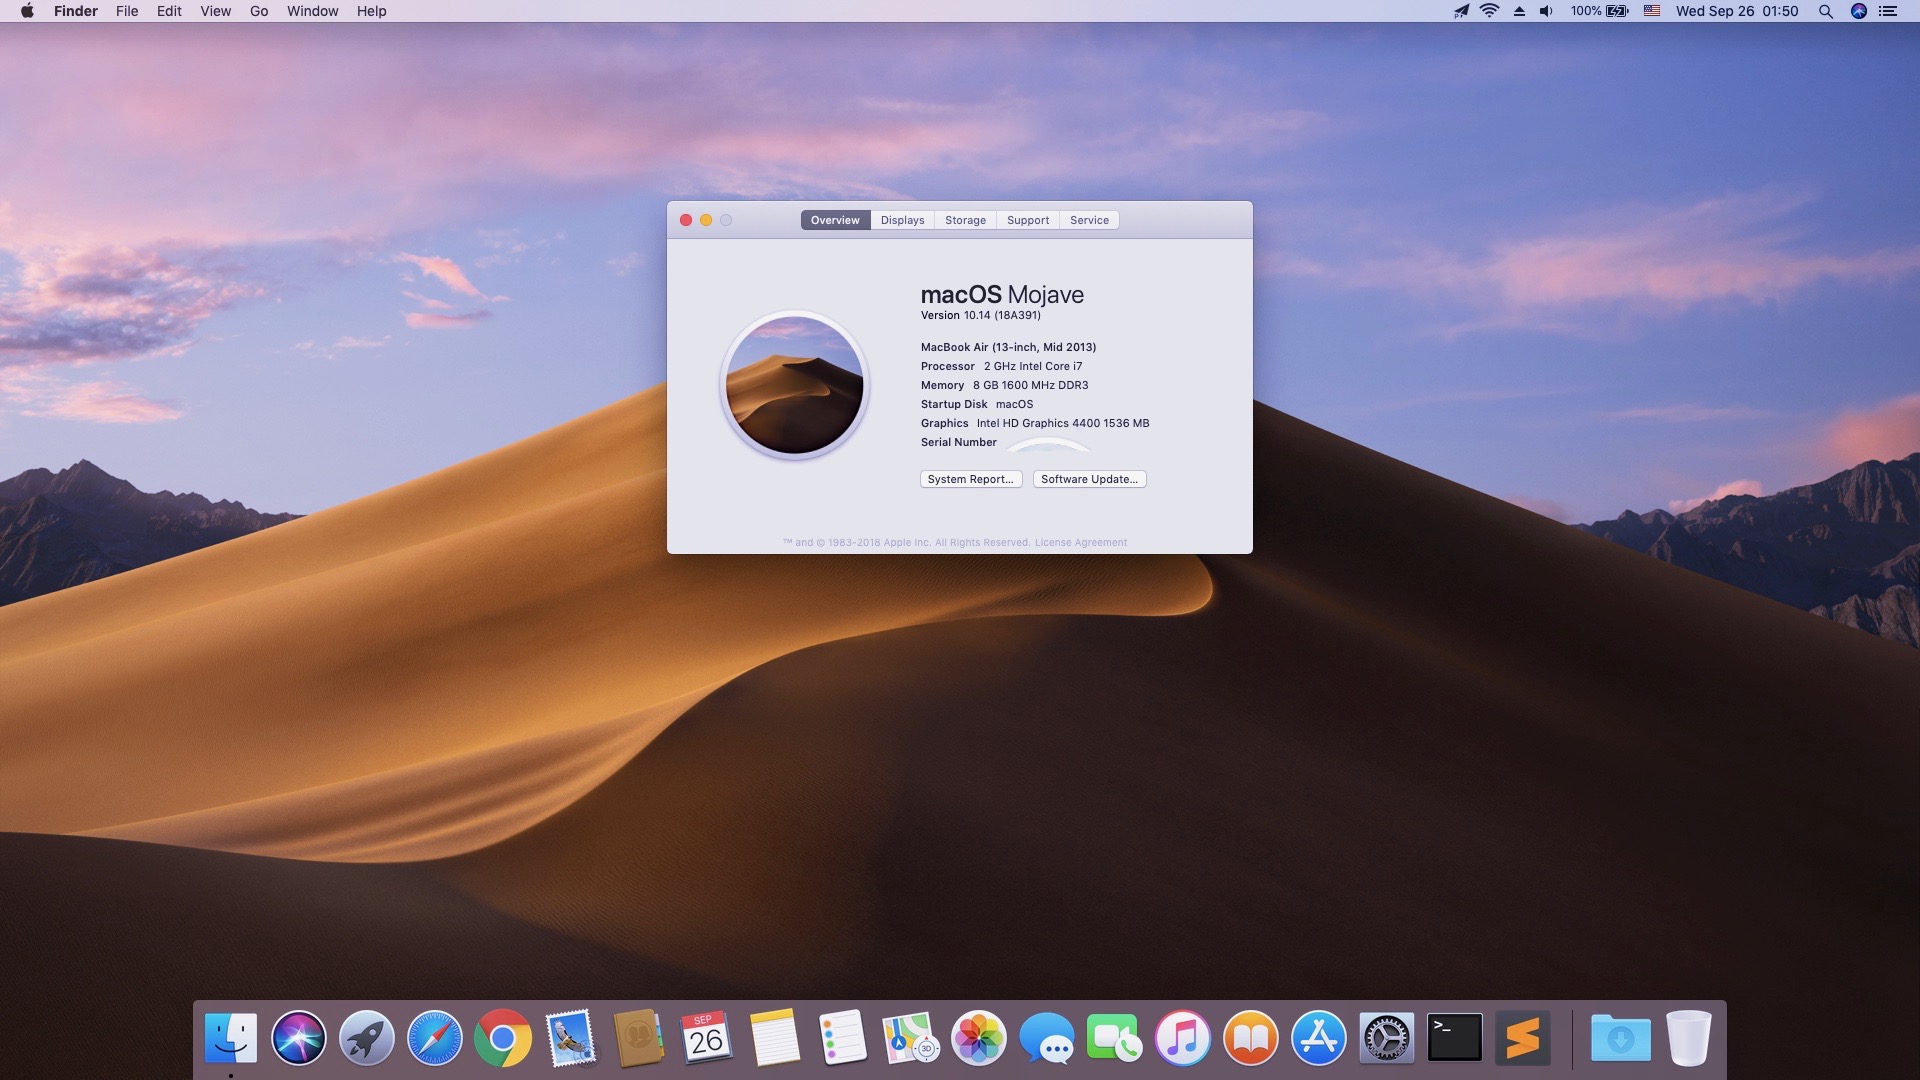 Finder File Edit View Go Window Help 100% Wed Sep 26 01:50
Overview Displays Storage Support Service
macOS Mojave
Version 10.14 (18A391)
MacBook Air (13-inch, Mid 2013)
Processor 2 GHz Intel Core i7
Memory 8 GB 1600 MHz DDR3
Startup Disk macOS
Graphics Intel HD Graphics 4400 1536 MB
Serial Number
System Report... Software Update...
™ and © 1983-2018 Apple Inc. All Rights Reserved. License Agreement
SEP
26
3D
>_